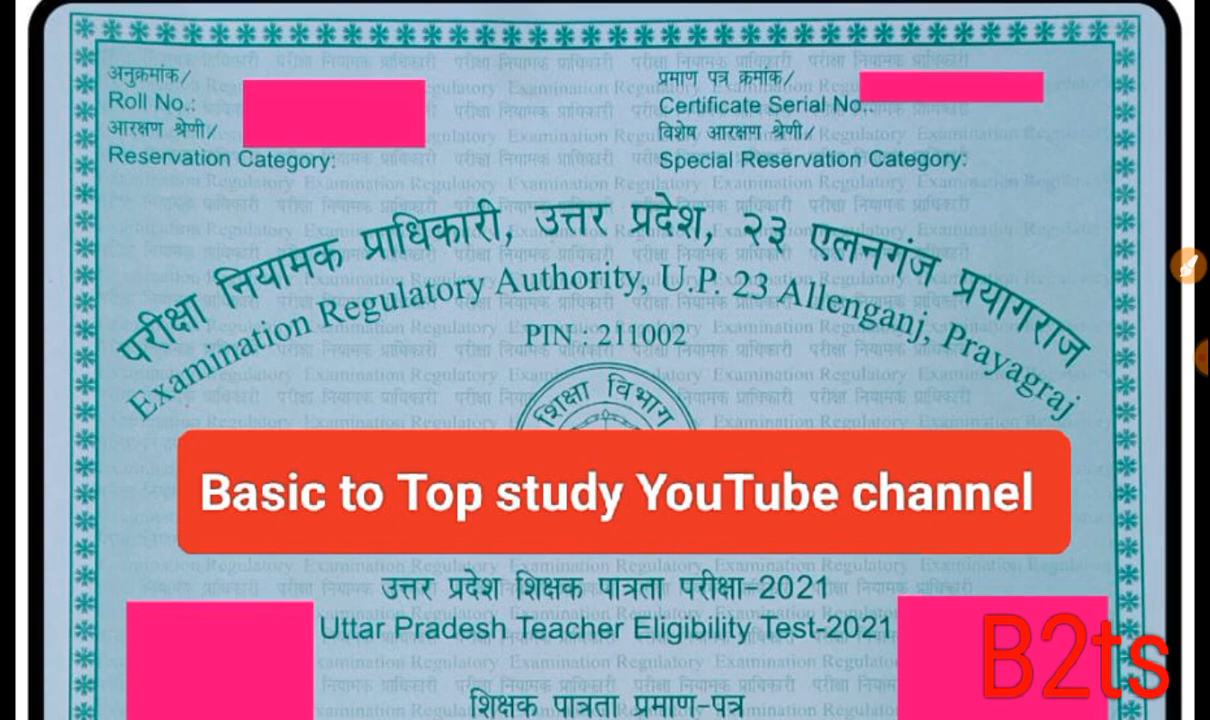 अनुक्रमांक/
Roll No.:
आरक्षण श्रेणी/
Reservation Category:
प्रमाण पत्र क्रमांक/
Certificate Serial No.:
विशेष आरक्षण श्रेणी/
Special Reservation Category:
परीक्षा नियामक प्राधिकारी, उत्तर प्रदेश, २३ एलनगंज, प्रयागराज
Examination Regulatory Authority, U.P. 23 Allenganj, Prayagraj
PIN : 211002
शिक्षा विभाग
Basic to Top study YouTube channel
उत्तर प्रदेश शिक्षक पात्रता परीक्षा-2021
Uttar Pradesh Teacher Eligibility Test-2021
B2ts
शिक्षक पात्रता प्रमाण-पत्र